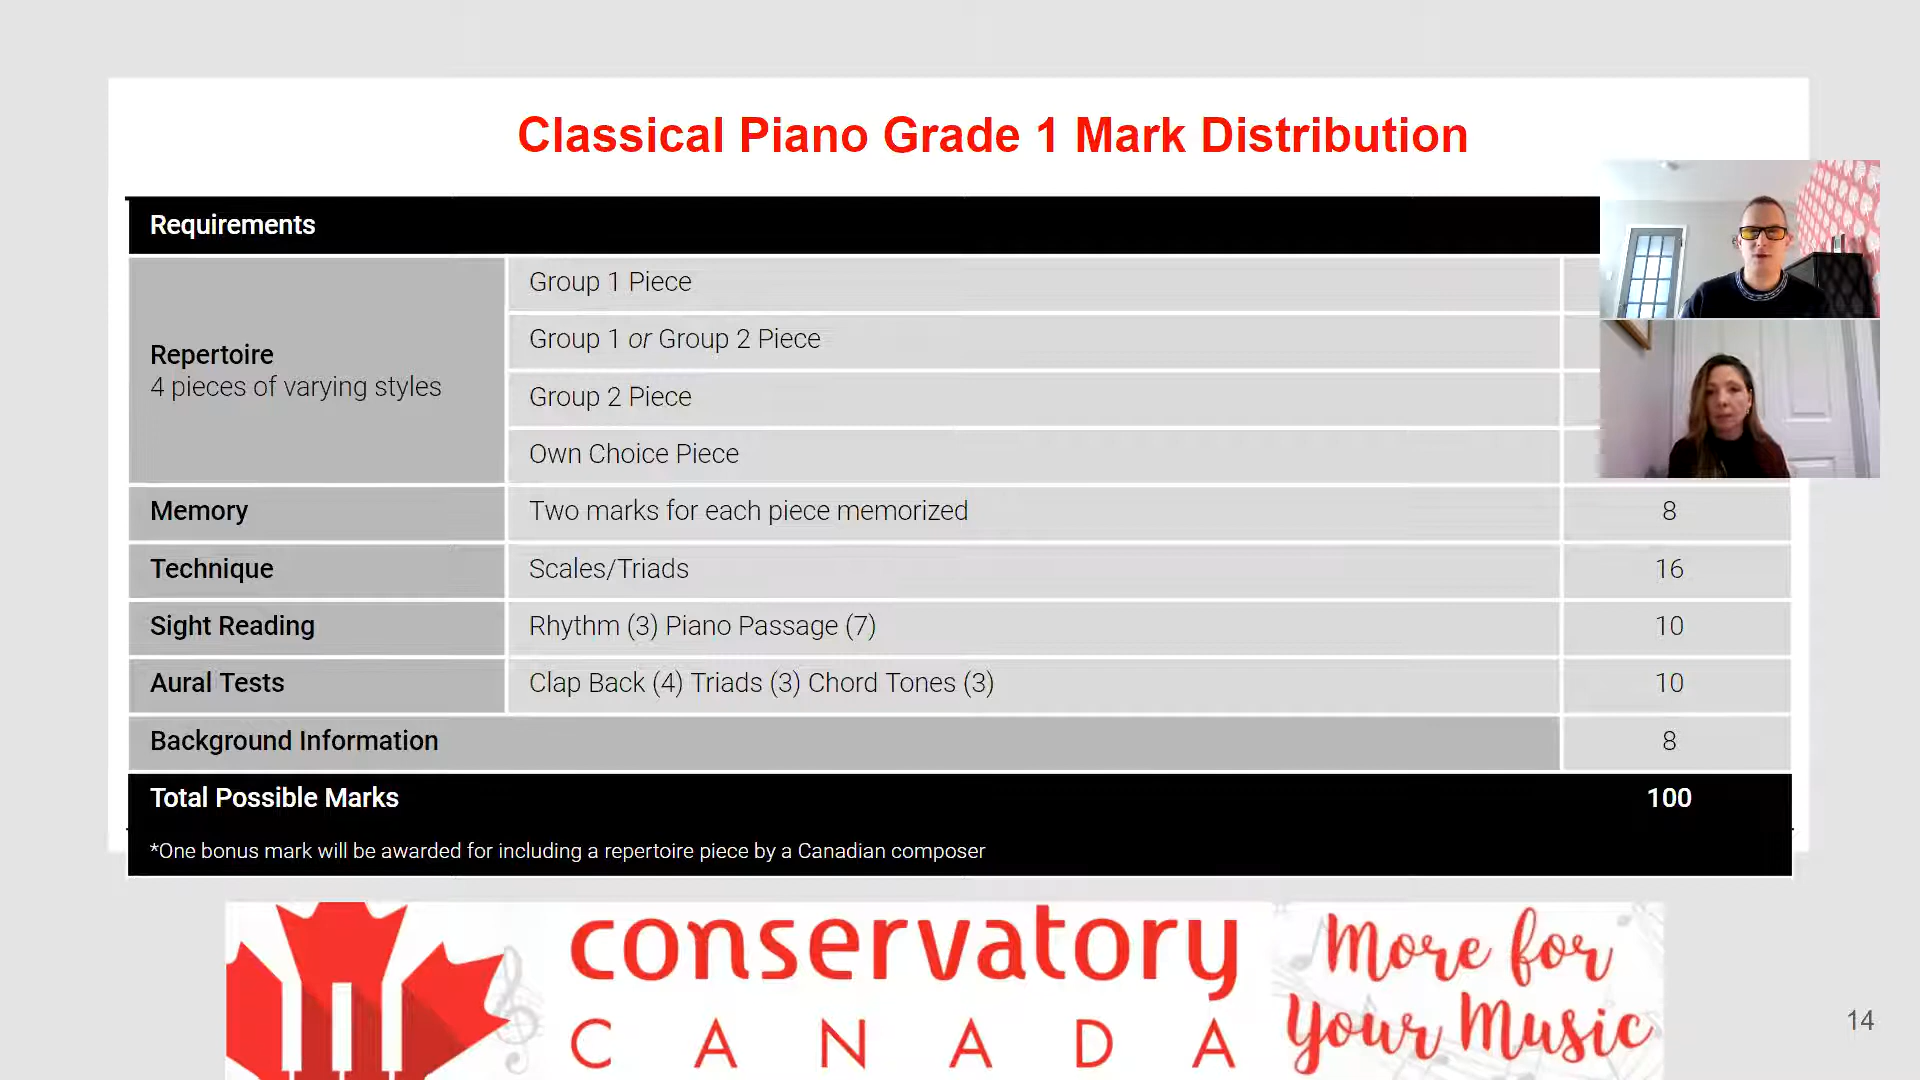 Classical Piano Grade 1 Mark Distribution
Requirements
Repertoire
4 pieces of varying styles
Group 1 Piece
Group 1 or Group 2 Piece
Group 2 Piece
Own Choice Piece
Memory Two marks for each piece memorized 8
Technique Scales/Triads 16
Sight Reading Rhythm (3) Piano Passage (7) 10
Aural Tests Clap Back (4) Triads (3) Chord Tones (3) 10
Background Information 8
Total Possible Marks 100
*One bonus mark will be awarded for including a repertoire piece by a Canadian composer
conservatory
CANADA
More for
Your Music
14